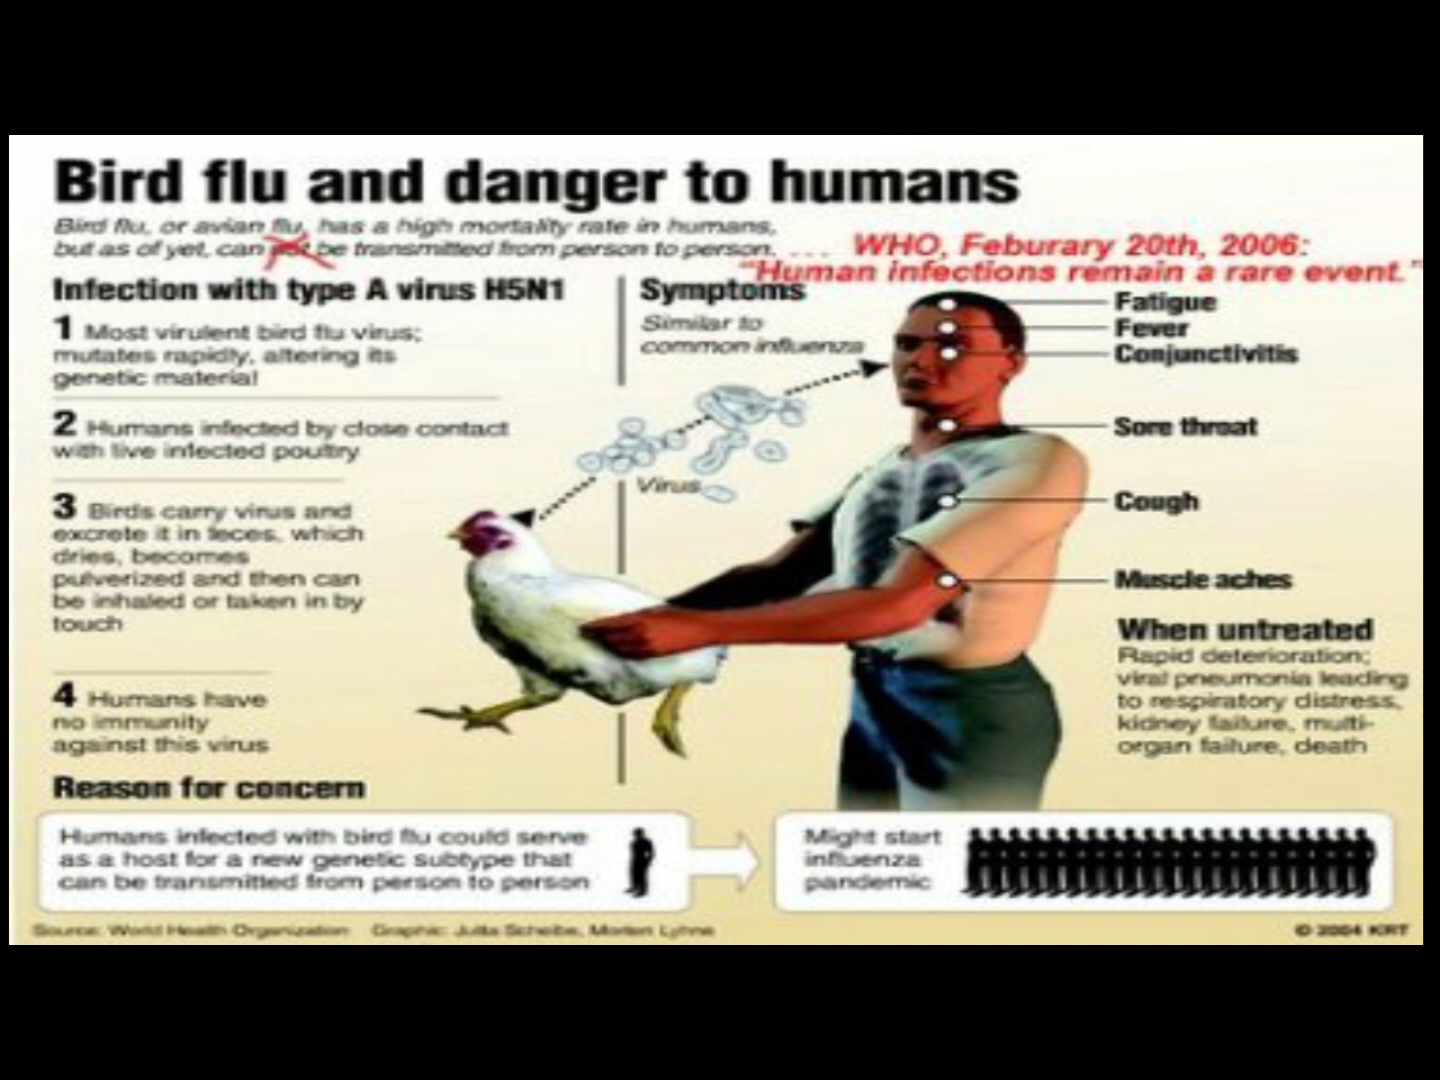 Bird flu and danger to humans
Bird flu, or avian flu, has a high mortality rate in humans,
but as of yet, can not be transmitted from person to person. ... WHO, Feburary 20th, 2006:
"Human infections remain a rare event."
Infection with type A virus H5N1
1 Most virulent bird flu virus;
mutates rapidly, altering its
genetic material
2 Humans infected by close contact
with live infected poultry
3 Birds carry virus and
excrete it in feces, which
dries, becomes
pulverized and then can
be inhaled or taken in by
touch
4 Humans have
no immunity
against this virus
Symptoms
Similar to
common influenza
Virus
Fatigue
Fever
Conjunctivitis
Sore throat
Cough
Muscle aches
When untreated
Rapid deterioration;
viral pneumonia leading
to respiratory distress,
kidney failure, multi-
organ failure, death
Reason for concern
Humans infected with bird flu could serve
as a host for a new genetic subtype that
can be transmitted from person to person
Might start
influenza
pandemic
Source: World Health Organization Graphic: Jutta Scheibe, Morten Lyhne
© 2004 KRT